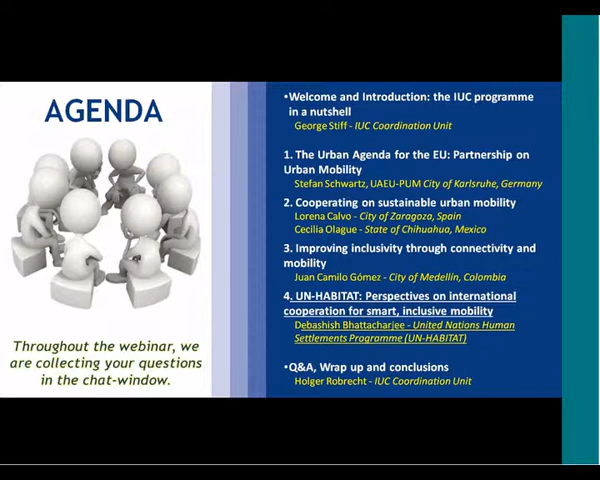 AGENDA
Throughout the webinar, we
are collecting your questions
in the chat-window.
•Welcome and Introduction: the IUC programme
in a nutshell
George Stiff - IUC Coordination Unit
1. The Urban Agenda for the EU: Partnership on
Urban Mobility
Stefan Schwartz, UAEU-PUM City of Karlsruhe, Germany
2. Cooperating on sustainable urban mobility
Lorena Calvo - City of Zaragoza, Spain
Cecilia Olague - State of Chihuahua, Mexico
3. Improving inclusivity through connectivity and
mobility
Juan Camilo Gómez - City of Medellín, Colombia
4. UN-HABITAT: Perspectives on international
cooperation for smart, inclusive mobility
Debashish Bhattacharjee - United Nations Human
Settlements Programme (UN-HABITAT)
•Q&A, Wrap up and conclusions
Holger Robrecht - IUC Coordination Unit